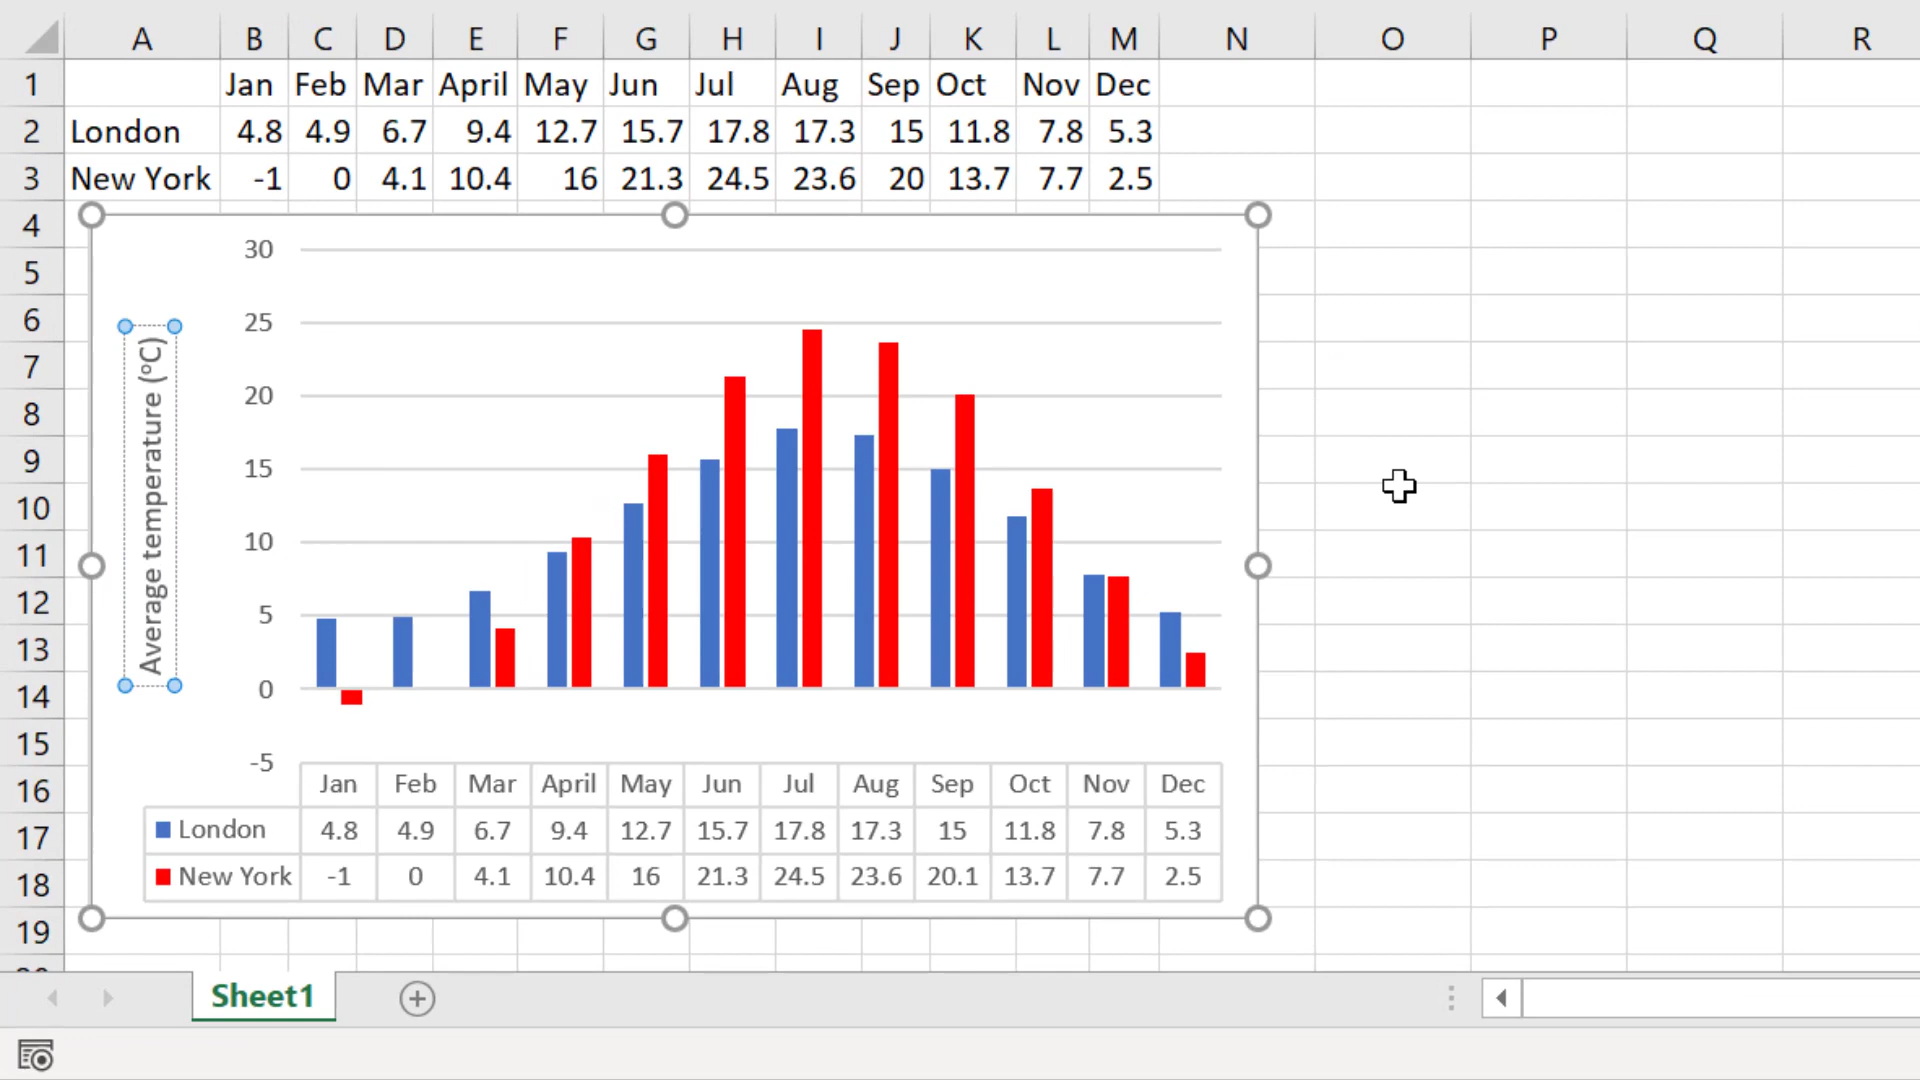 A B C D E F G H I J K L M N O P Q R
1 Jan Feb Mar April May Jun Jul Aug Sep Oct Nov Dec
2 London 4.8 4.9 6.7 9.4 12.7 15.7 17.8 17.3 15 11.8 7.8 5.3
3 New York -1 0 4.1 10.4 16 21.3 24.5 23.6 20 13.7 7.7 2.5
4
5
6
7
8
9
10
11
12
13
14
15
16
17
18
19
30
25
20
15
10
5
0
-5
Average temperature (ºC)
Jan Feb Mar April May Jun Jul Aug Sep Oct Nov Dec
London 4.8 4.9 6.7 9.4 12.7 15.7 17.8 17.3 15 11.8 7.8 5.3
New York -1 0 4.1 10.4 16 21.3 24.5 23.6 20.1 13.7 7.7 2.5
Sheet1